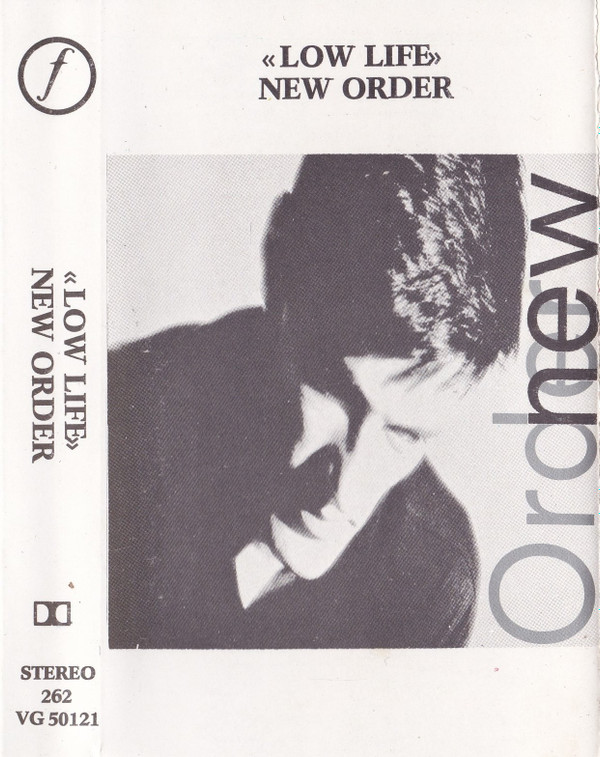 f
«LOW LIFE»
NEW ORDER
«LOW LIFE»
NEW ORDER
new
Order
STEREO
262
VG 50121